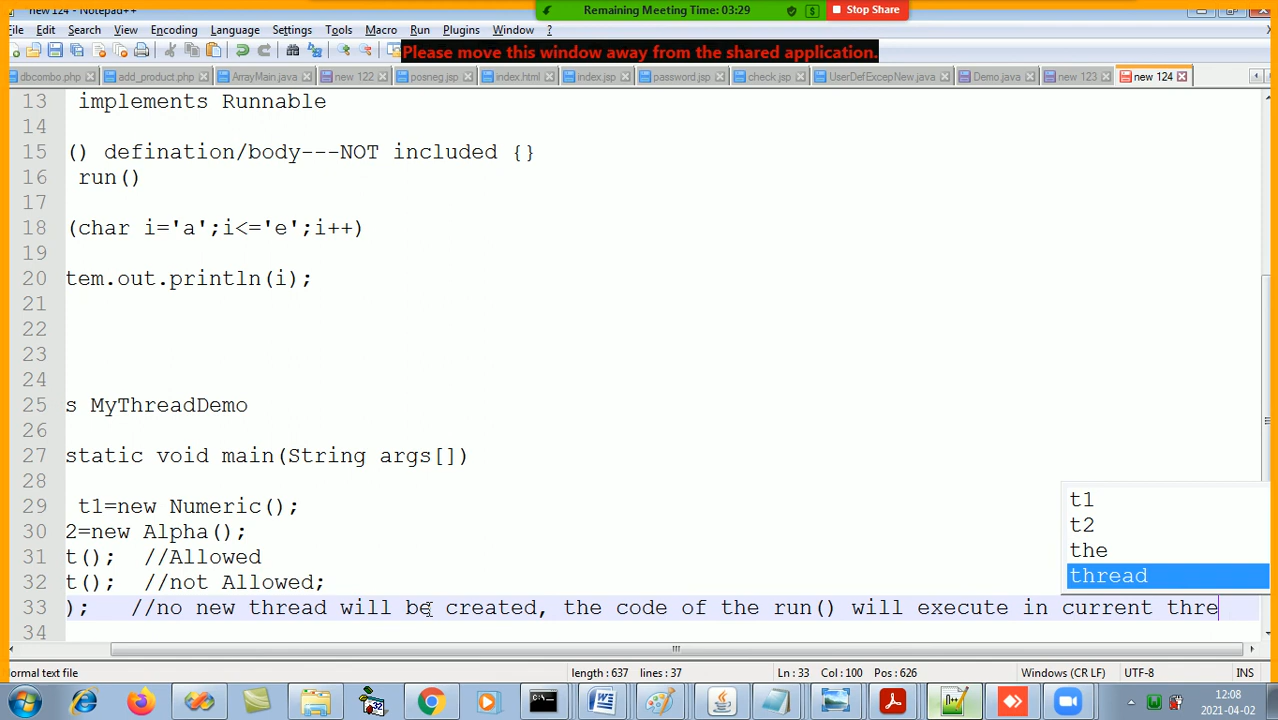 new 124 - Notepad++
Remaining Meeting Time: 03:29
$
Stop Share
File Edit Search View Encoding Language Settings Tools Macro Run Plugins Window ?
Please move this window away from the shared application.
dbcombo.php add_product.php ArrayMain.java new 122 posneg.jsp index.html index.jsp password.jsp check.jsp UserDefExcepNew.java Demo.java new 123 new 124
13 implements Runnable
14
15 () defination/body---NOT included {}
16 run()
17
18 (char i='a';i<='e';i++)
19
20 tem.out.println(i);
21
22
23
24
25 s MyThreadDemo
26
27 static void main(String args[])
28
29 t1=new Numeric();
30 2=new Alpha();
31 t(); //Allowed
32 t(); //not Allowed;
33 ); //no new thread will be created, the code of the run() will execute in current thre
34
t1
t2
the
thread
ormal text file length : 637 lines : 37 Ln : 33 Col : 100 Pos : 626 Windows (CR LF) UTF-8 INS
12:08
2021-04-02